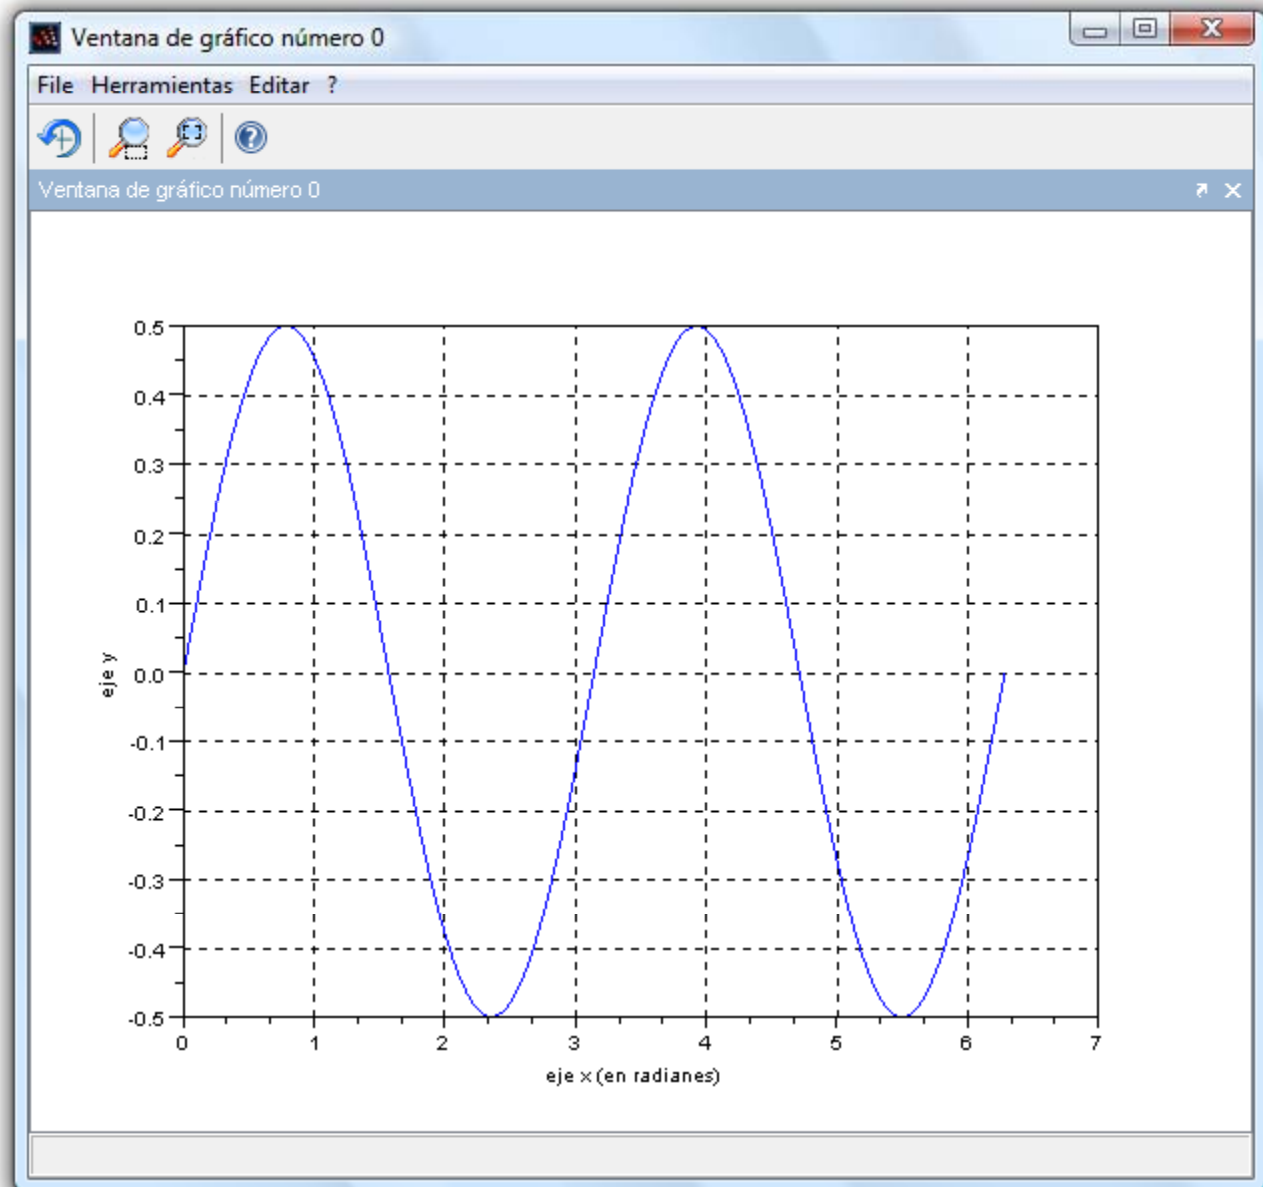 Ventana de gráfico número 0
File Herramientas Editar ?
Ventana de gráfico número 0
0.5
0.4
0.3
0.2
0.1
0.0
-0.1
-0.2
-0.3
-0.4
-0.5
eje y
0 1 2 3 4 5 6 7
eje x (en radianes)